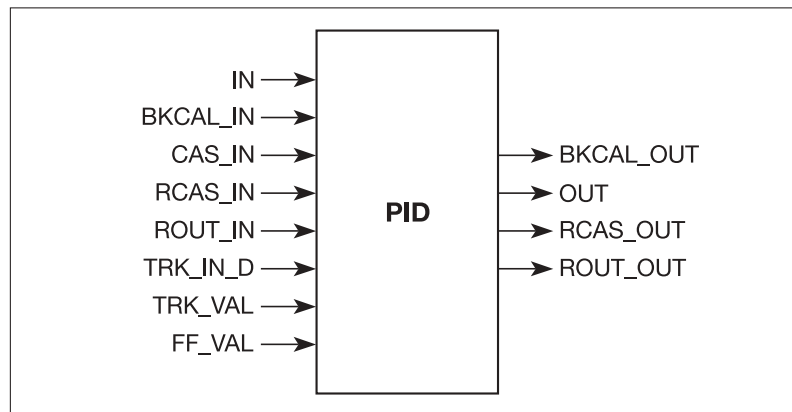 IN
BKCAL_IN
CAS_IN
RCAS_IN
ROUT_IN
TRK_IN_D
TRK_VAL
FF_VAL
PID
BKCAL_OUT
OUT
RCAS_OUT
ROUT_OUT